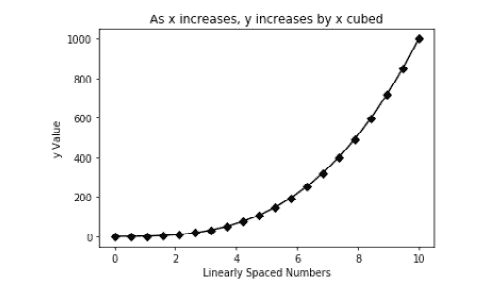 As x increases, y increases by x cubed
1000
800
600
400
200
0
y Value
0 2 4 6 8 10
Linearly Spaced Numbers